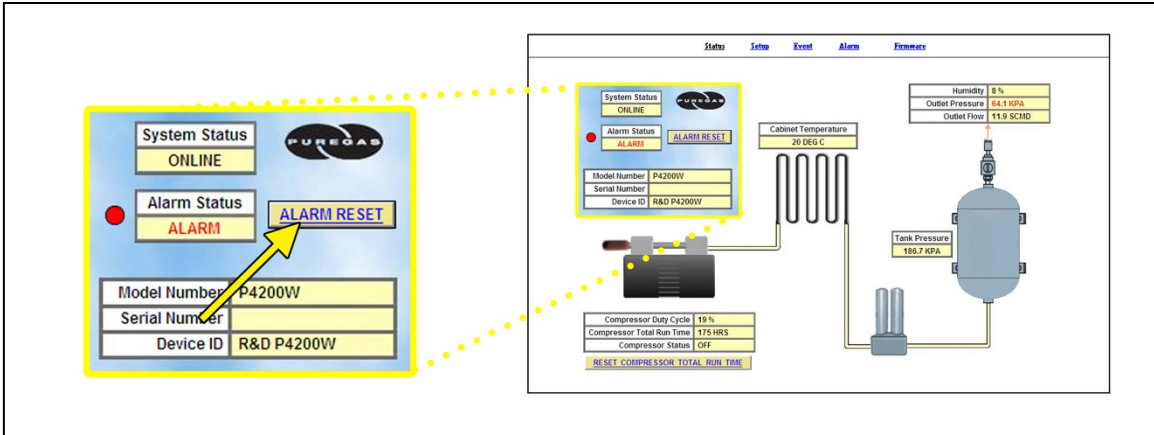 System Status
ONLINE
PUREGAS
Alarm Status
ALARM
ALARM RESET
Model Number P4200W
Serial Number
Device ID R&D P4200W
Status Setup Event Alarm Firmware
System Status
ONLINE
PUREGAS
Alarm Status
ALARM
ALARM RESET
Model Number P4200W
Serial Number
Device ID R&D P4200W
Cabinet Temperature
20 DEG C
Humidity 8 %
Outlet Pressure 64.1 KPA
Outlet Flow 11.9 SCMD
Tank Pressure
186.7 KPA
Compressor Duty Cycle 19 %
Compressor Total Run Time 175 HRS
Compressor Status OFF
RESET COMPRESSOR TOTAL RUN TIME